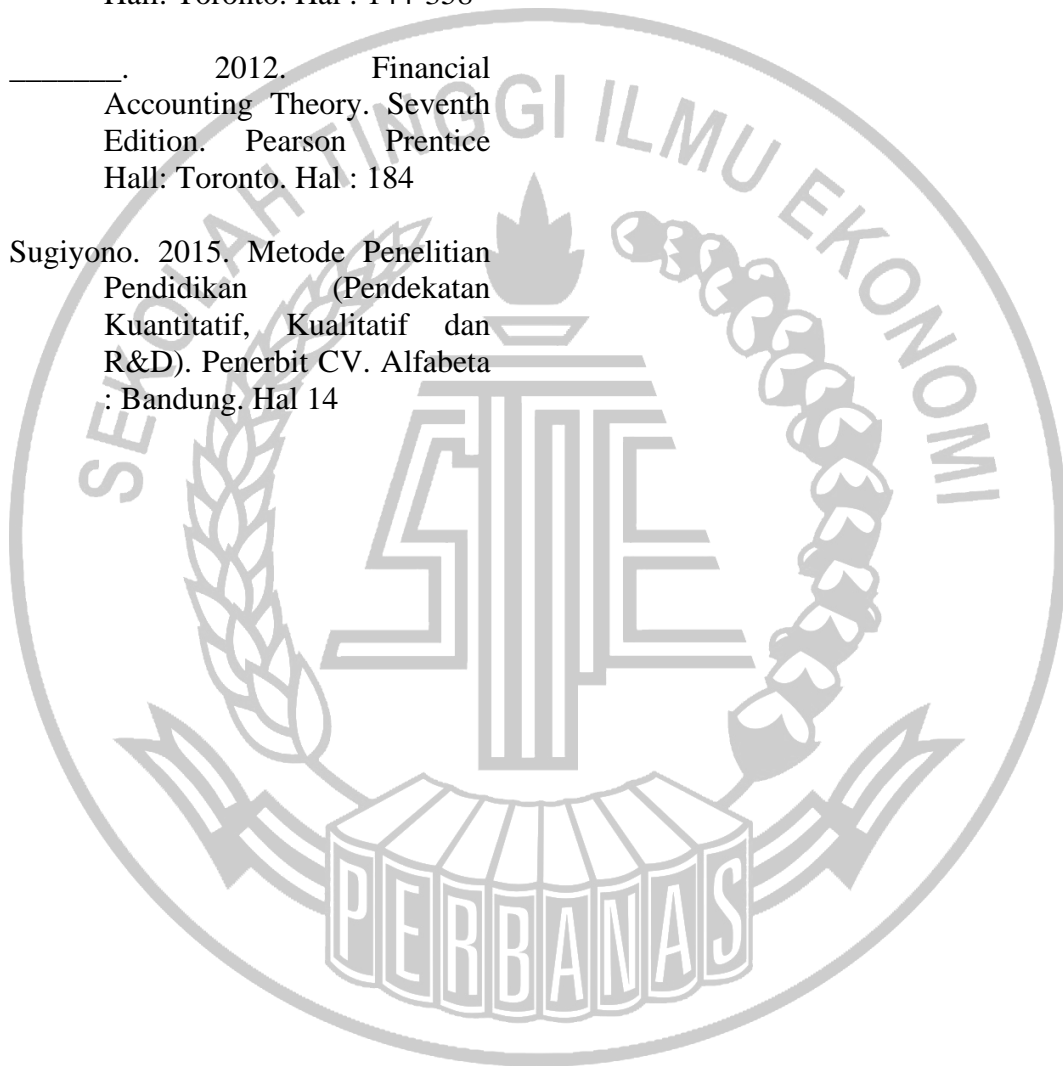 _______. 2012. Financial
Accounting Theory. Seventh
Edition. Pearson Prentice
Hall: Toronto. Hal : 184
Sugiyono. 2015. Metode Penelitian
Pendidikan (Pendekatan
Kuantitatif, Kualitatif dan
R&D). Penerbit CV. Alfabeta
: Bandung. Hal 14
SEKOLAH TINGGI ILMU EKONOMI
STIE
PERBANAS